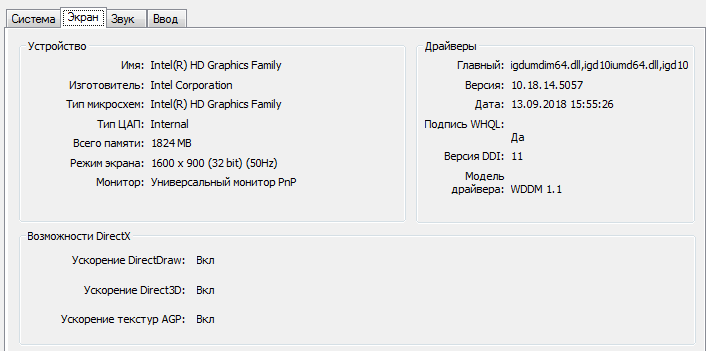 Система Экран Звук Ввод
Устройство
Имя: Intel(R) HD Graphics Family
Изготовитель: Intel Corporation
Тип микросхем: Intel(R) HD Graphics Family
Тип ЦАП: Internal
Всего памяти: 1824 MB
Режим экрана: 1600 x 900 (32 bit) (50Hz)
Монитор: Универсальный монитор PnP
Драйверы
Главный: igdumdim64.dll,igd10iumd64.dll,igd10
Версия: 10.18.14.5057
Дата: 13.09.2018 15:55:26
Подпись WHQL:
Да
Версия DDI: 11
Модель
драйвера: WDDM 1.1
Возможности DirectX
Ускорение DirectDraw: Вкл
Ускорение Direct3D: Вкл
Ускорение текстур AGP: Вкл